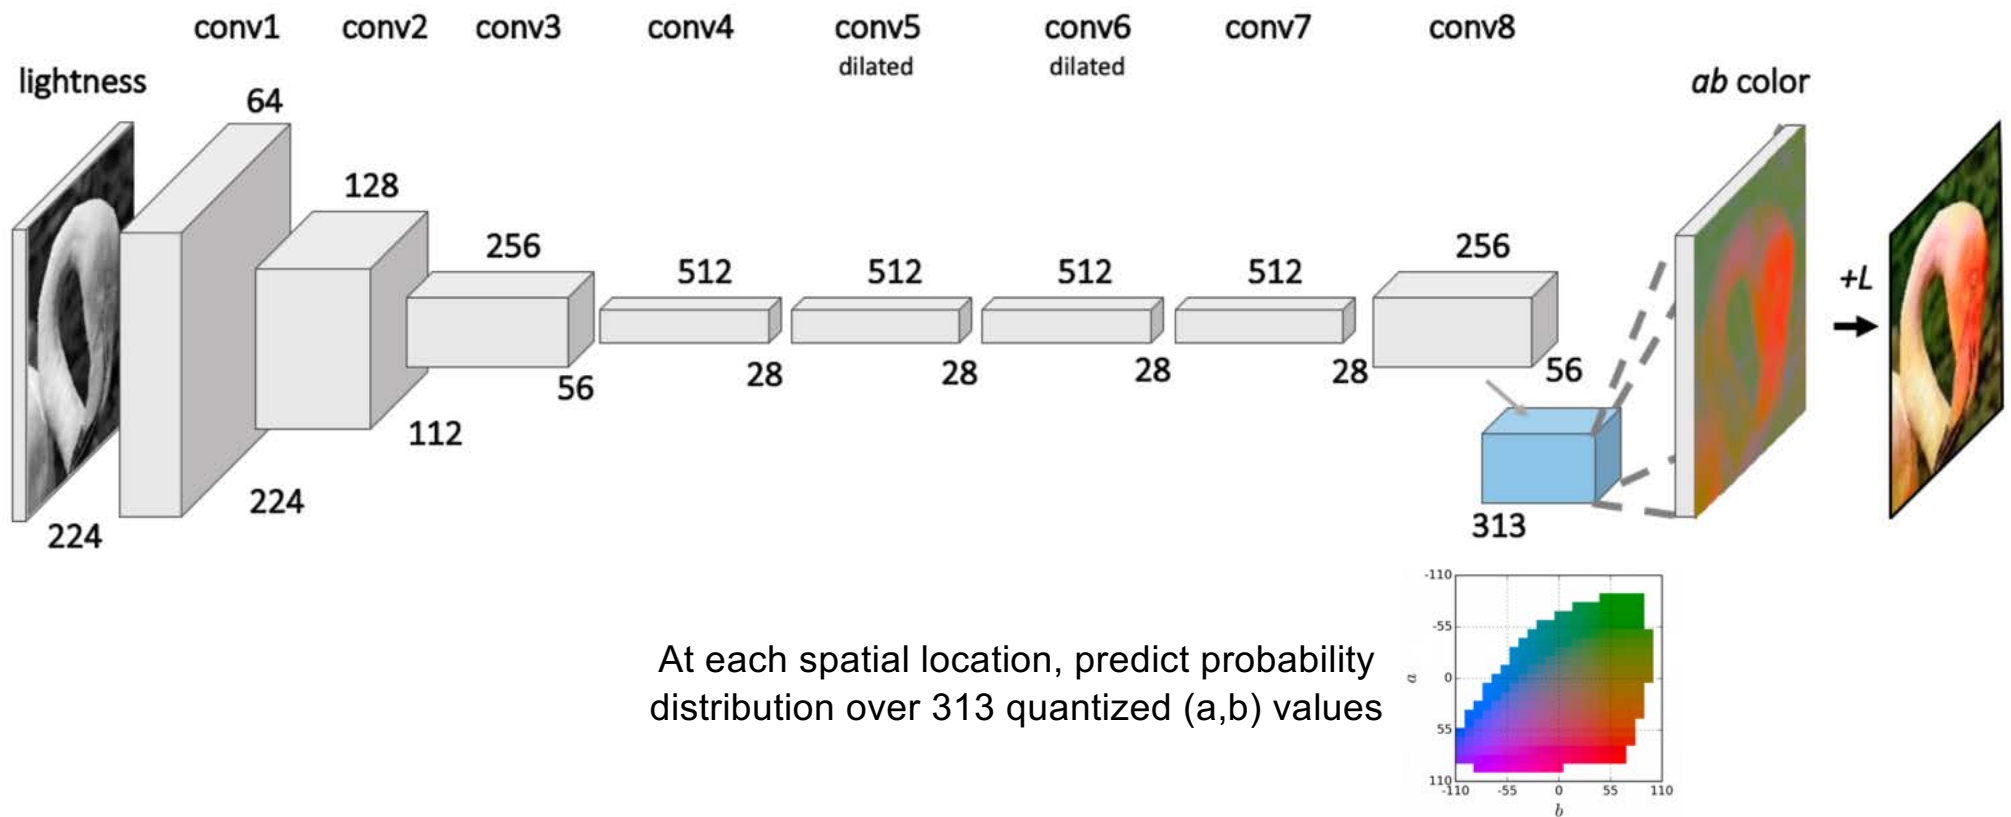 conv1 conv2 conv3 conv4 conv5 conv6 conv7 conv8
dilated dilated
lightness ab color
64
128
256 512 512 512 512 256
+L
28 28 28 28 56
56
112
224
224
313
At each spatial location, predict probability
distribution over 313 quantized (a,b) values
-110
-55
a 0
55
110
-110 -55 0 55 110
b